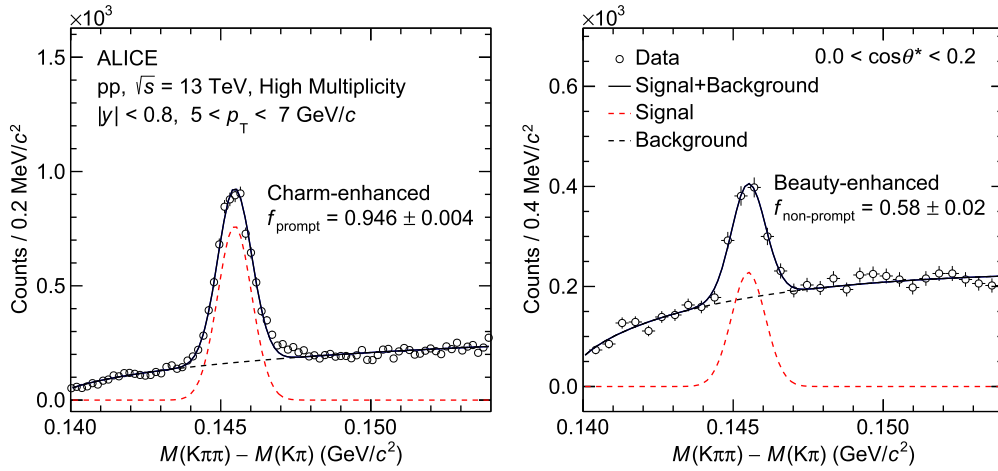 ×10³
1.5
1.0
0.5
0.0
Counts / 0.2 MeV/c²
ALICE
pp, √s = 13 TeV, High Multiplicity
|y| < 0.8, 5 < p_T < 7 GeV/c
Charm-enhanced
f_prompt = 0.946 ± 0.004
0.140
0.145
0.150
M(Kππ) − M(Kπ) (GeV/c²)
×10³
0.6
0.4
0.2
0.0
Counts / 0.4 MeV/c²
Data
Signal+Background
Signal
Background
0.0 < cosθ* < 0.2
Beauty-enhanced
f_non-prompt = 0.58 ± 0.02
0.140
0.145
0.150
M(Kππ) − M(Kπ) (GeV/c²)